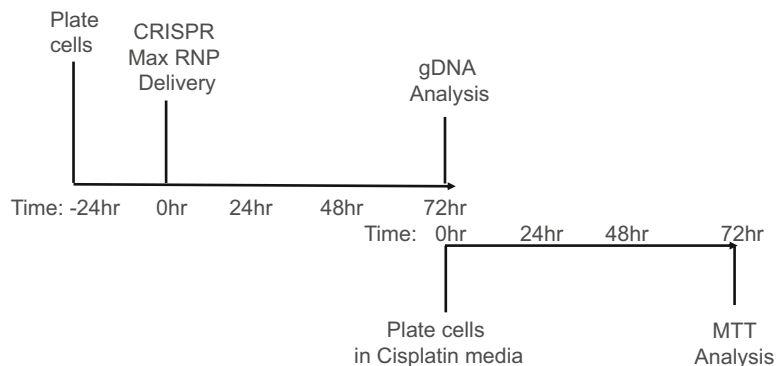 Plate
cells
CRISPR
Max RNP
Delivery
gDNA
Analysis
Time: -24hr 0hr 24hr 48hr 72hr
Time: 0hr 24hr 48hr 72hr
Plate cells
in Cisplatin media
MTT
Analysis